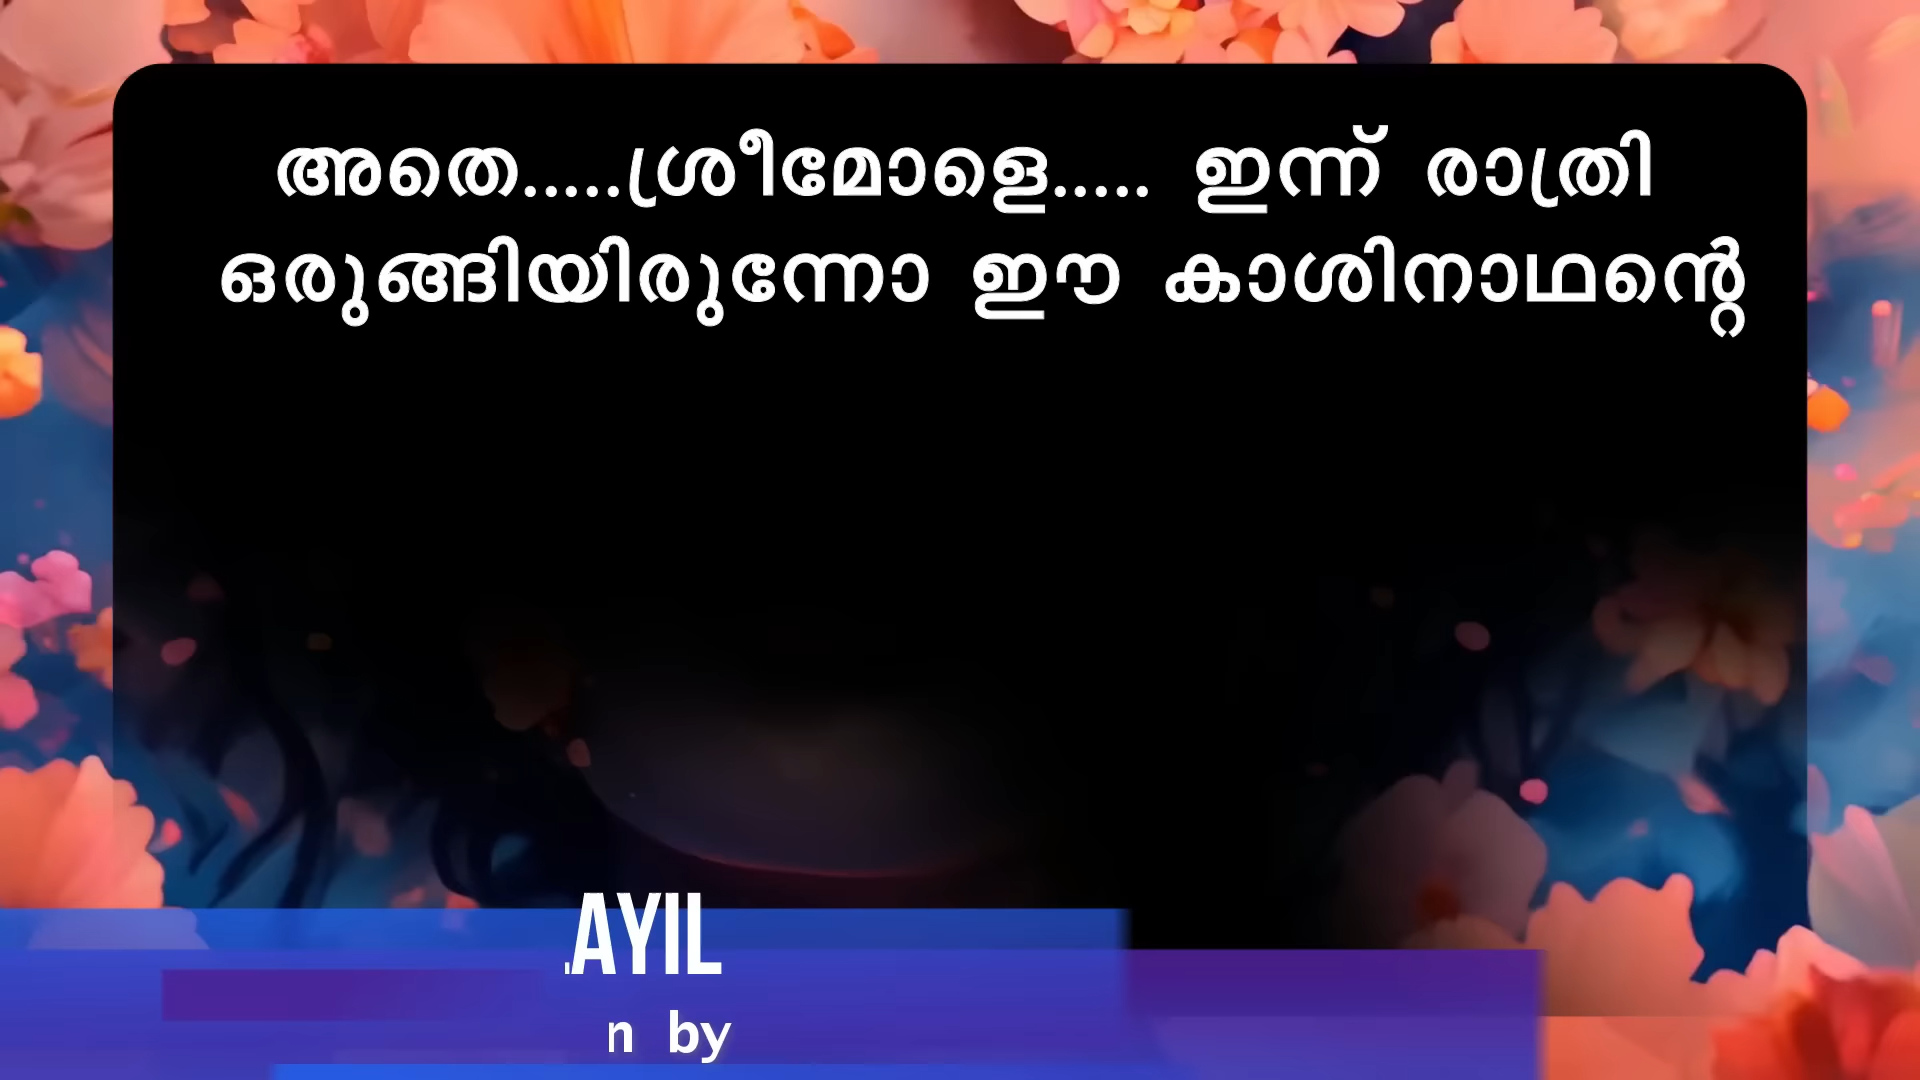 അതെ.....ശ്രീമോളെ..... ഇന്ന് രാത്രി
ഒരുങ്ങിയിരുന്നോ ഈ കാശിനാഥന്റെ
AYIL
n by